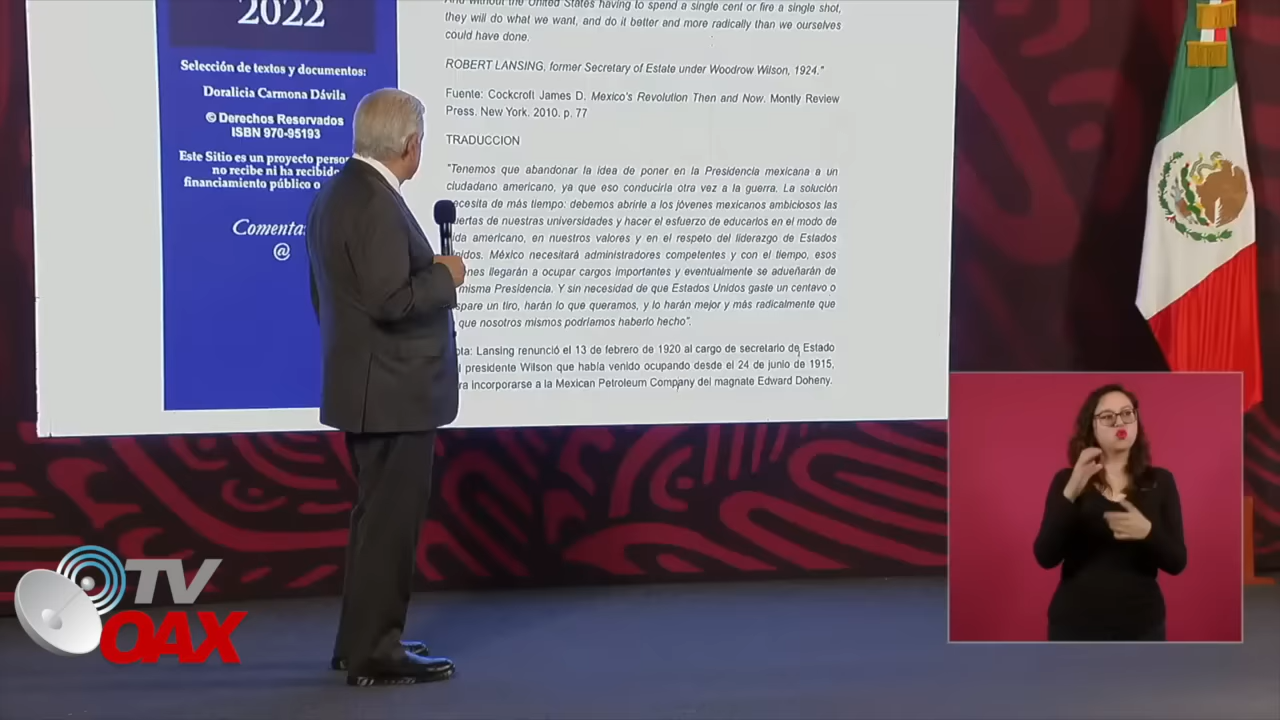 2022
Selección de textos y documentos:
Doralicia Carmona Dávila
© Derechos Reservados
ISBN 970-95193
Este Sitio es un proyecto
no recibe ni ha
financiamiento público o
@
And without the United States having to spend a single cent or fire a single shot,
they will do what we want, and do it better and more radically than we ourselves
could have done.
ROBERT LANSING, former Secretary of Estate under Woodrow Wilson, 1924."
Fuente: Cockcroft James D. Mexico's Revolution Then and Now. Montly Review
Press. New York. 2010. p. 77
TRADUCCION
"Tenemos que abandonar la idea de poner en la Presidencia mexicana a un
ciudadano americano, ya que eso conduciría otra vez a la guerra. La solución
necesita de más tiempo: debemos abrirle a los jóvenes mexicanos ambiciosos las
de nuestras universidades y hacer el esfuerzo de educarlos en el modo de
americano, en nuestros valores y en el respeto del liderazgo de Estados
México necesitará administradores competentes y con el tiempo, esos
llegarán a ocupar cargos importantes y eventualmente se adueñarán de
misma Presidencia. Y sin necesidad de que Estados Unidos gaste un centavo o
un tiro, harán lo que queramos, y lo harán mejor y más radicalmente que
que nosotros mismos podríamos haberlo hecho".
Lansing renunció el 13 de febrero de 1920 al cargo de secretario de Estado
presidente Wilson que había venido ocupando desde el 24 de junio de 1915,
incorporarse a la Mexican Petroleum Company del magnate Edward Doheny.
TV
OAX